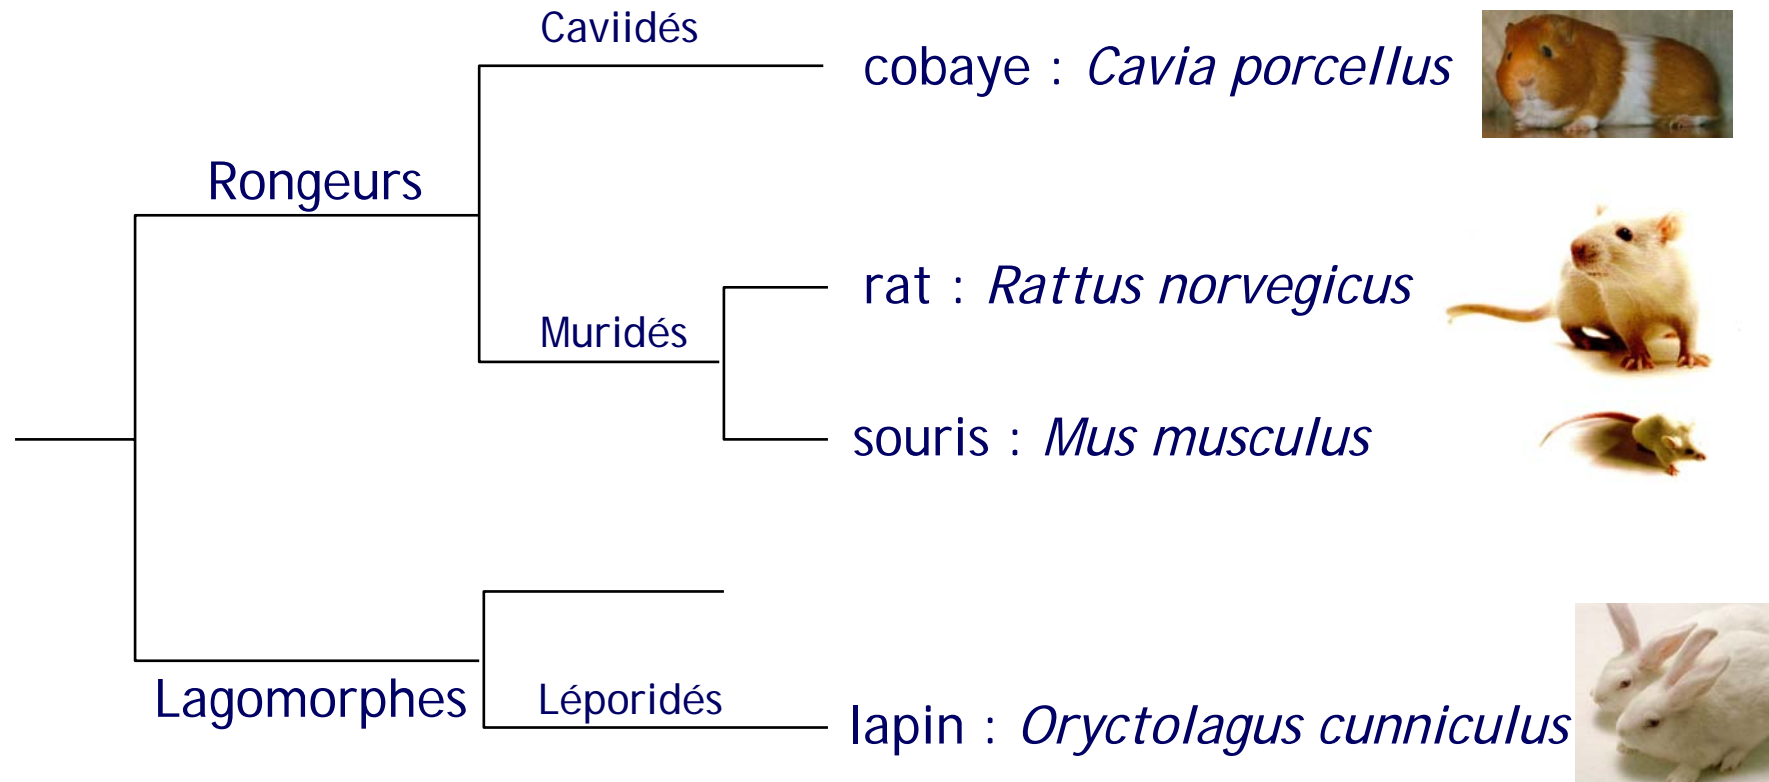 Caviidés
cobaye : Cavia porcellus
Rongeurs
rat : Rattus norvegicus
Muridés
souris : Mus musculus
Lagomorphes
Léporidés
lapin : Oryctolagus cunniculus